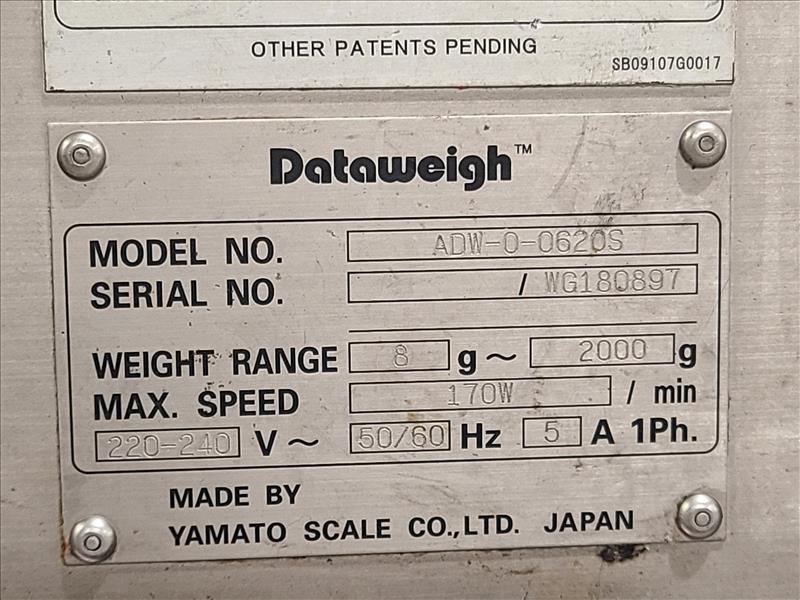 OTHER PATENTS PENDING
SB09107G0017
Dataweigh™
MODEL NO. ADW-O-0620S
SERIAL NO. / WG180897
WEIGHT RANGE 8 g ~ 2000 g
MAX. SPEED 170W / min
220-240 V ~ 50/60 Hz 5 A 1Ph.
MADE BY
YAMATO SCALE CO.,LTD. JAPAN